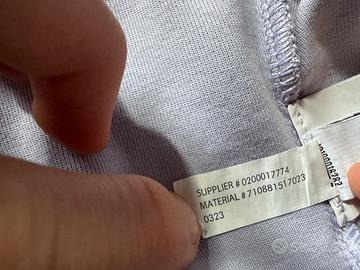 SUPPLIER # 0200017774
MATERIAL # 710881517023
0323